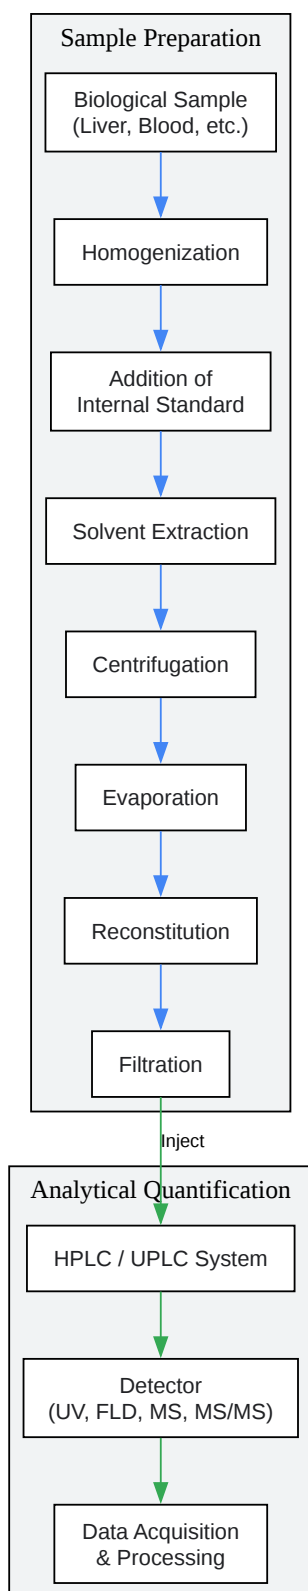 Sample Preparation
Biological Sample
(Liver, Blood, etc.)
Homogenization
Addition of
Internal Standard
Solvent Extraction
Centrifugation
Evaporation
Reconstitution
Filtration
Inject
Analytical Quantification
HPLC / UPLC System
Detector
(UV, FLD, MS, MS/MS)
Data Acquisition
& Processing